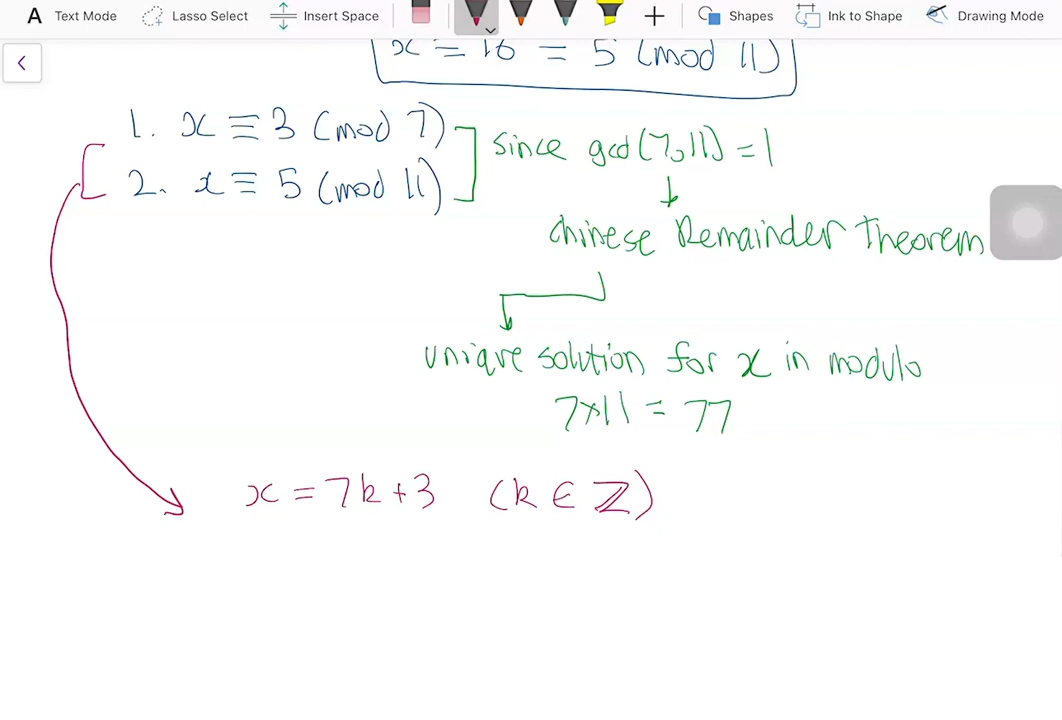 A Text Mode Lasso Select Insert Space Shapes Ink to Shape Drawing Mode
x ≡ 16 ≡ 5 (mod 11)
1. x ≡ 3 (mod 7)
2. x ≡ 5 (mod 11)
since gcd(7,11) = 1
Chinese Remainder Theorem
unique solution for x in modulo
7×11 = 77
x = 7k+3 (k ∈ ℤ)